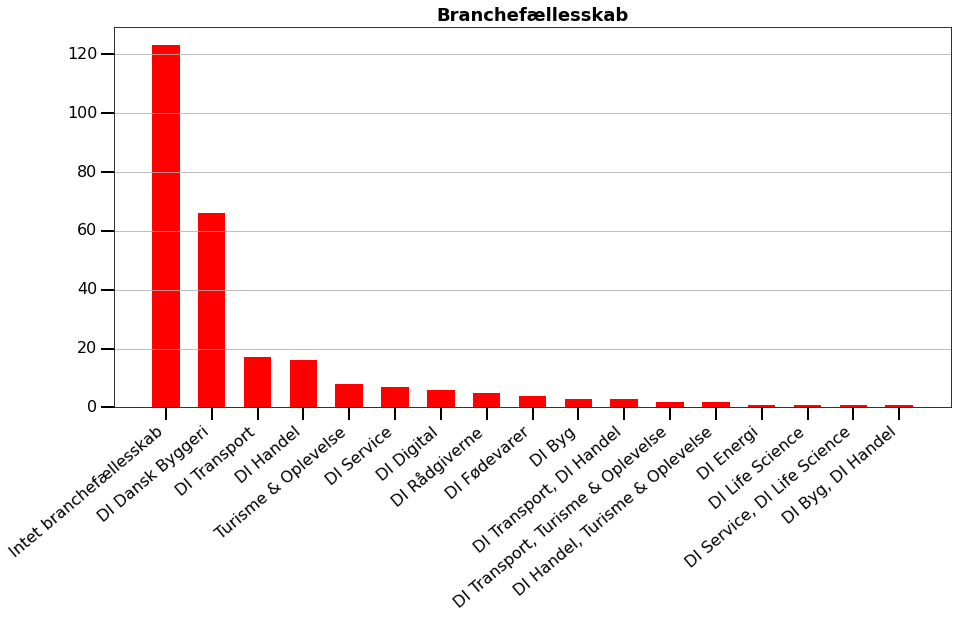 Branchefællesskab
120
100
80
60
40
20
0
Intet branchefællesskab
DI Dansk Byggeri
DI Transport
DI Handel
Turisme & Oplevelse
DI Service
DI Digital
DI Rådgiverne
DI Fødevarer
DI Byg
DI Transport, DI Handel
DI Transport, Turisme & Oplevelse
DI Handel, Turisme & Oplevelse
DI Energi
DI Life Science
DI Service, DI Life Science
DI Byg, DI Handel